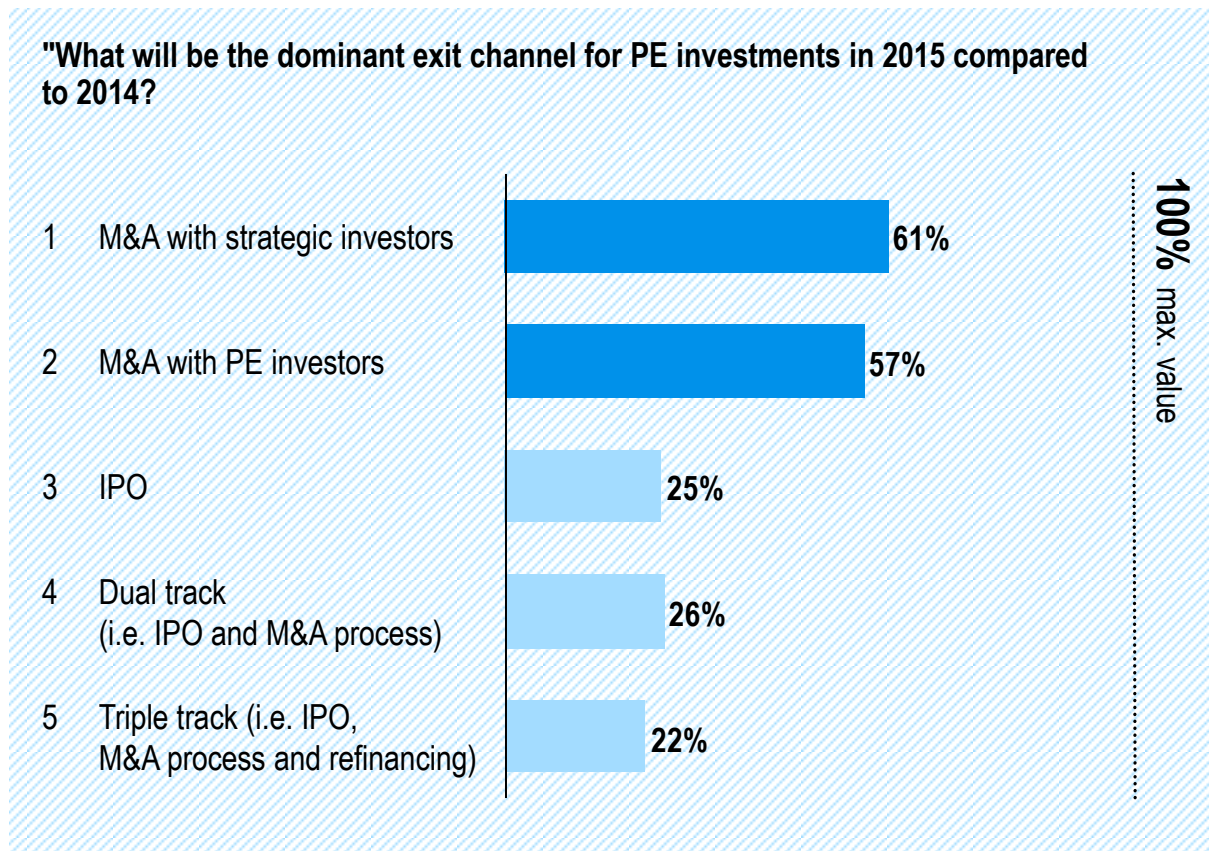 "What will be the dominant exit channel for PE investments in 2015 compared
to 2014?
1 M&A with strategic investors 61%
2 M&A with PE investors 57%
3 IPO 25%
4 Dual track
(i.e. IPO and M&A process) 26%
5 Triple track (i.e. IPO,
M&A process and refinancing) 22%
100% max. value